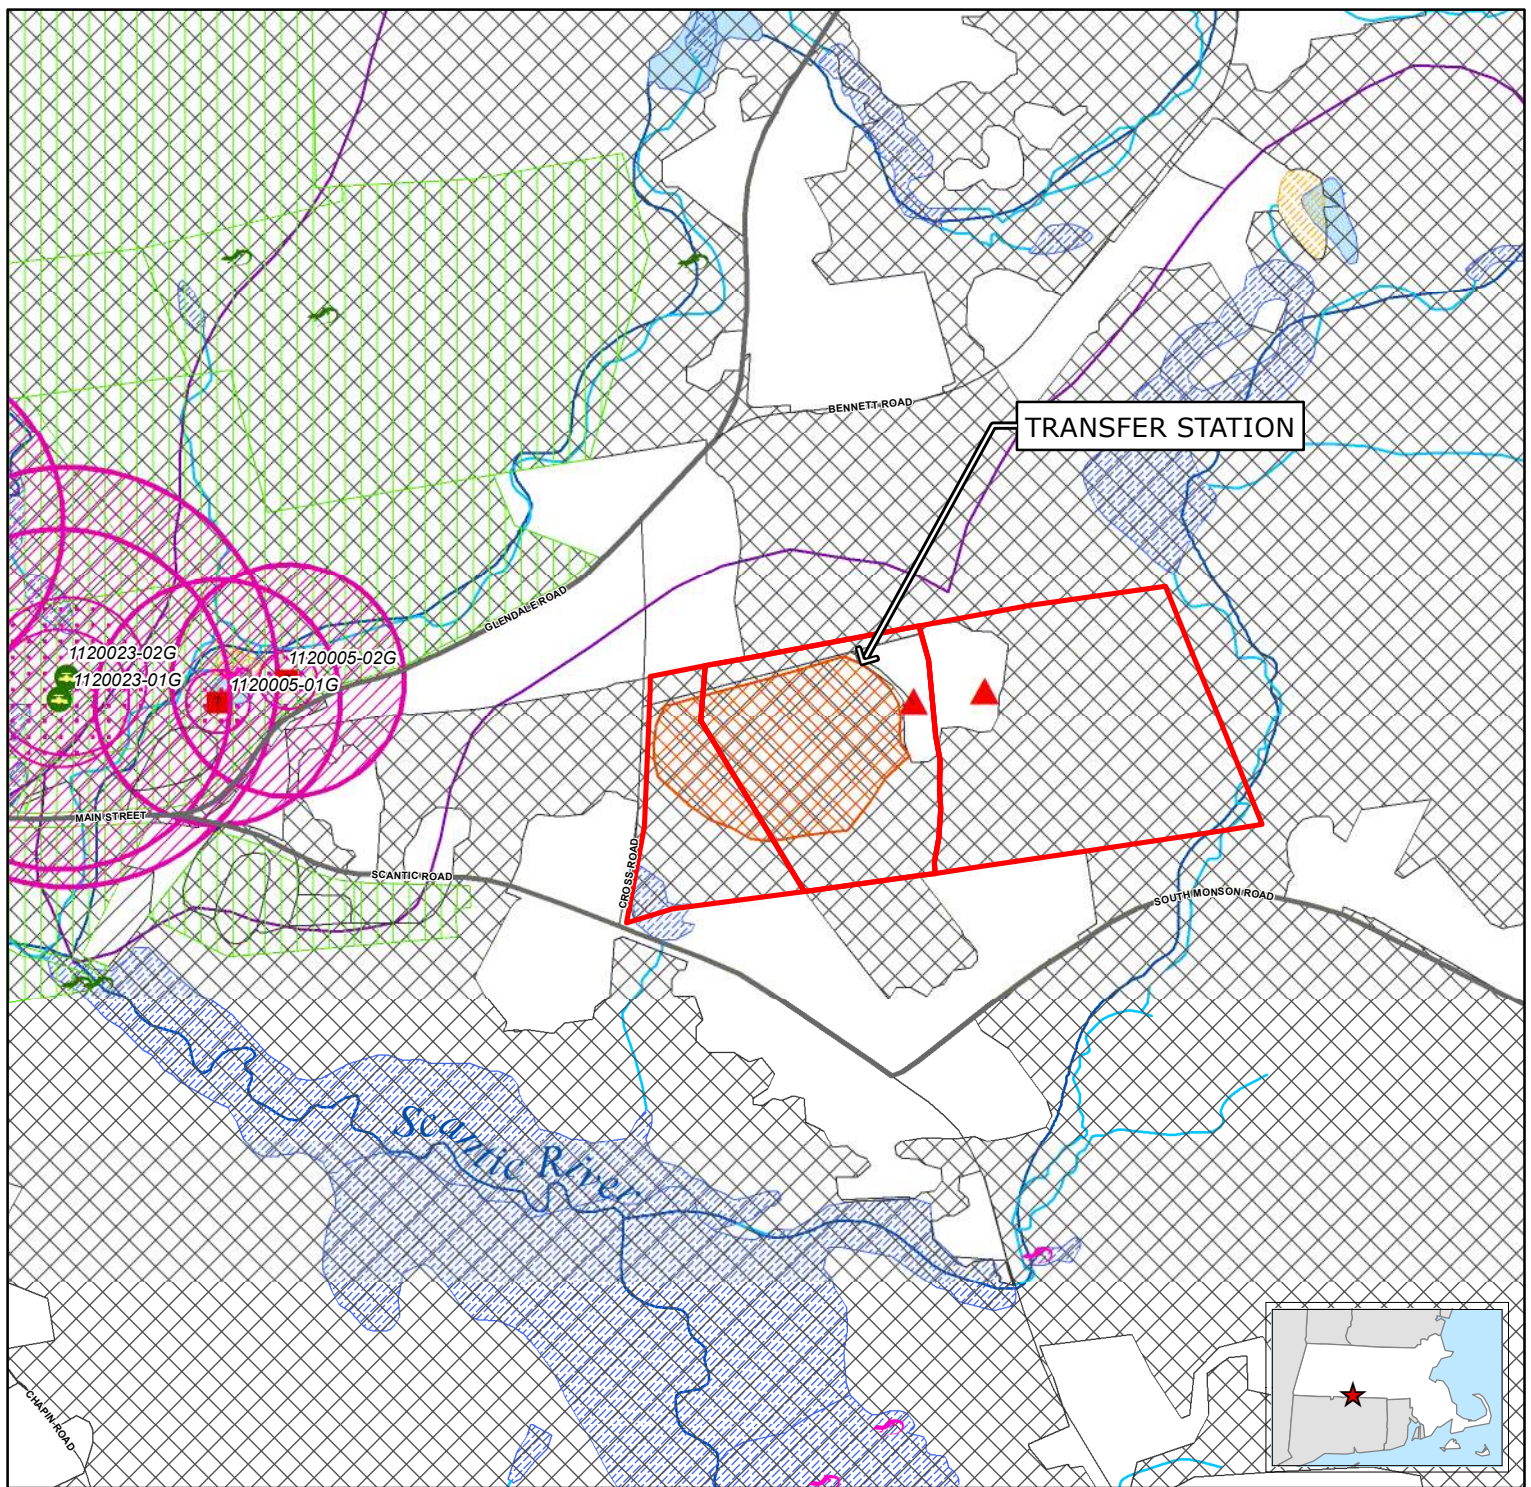 BENNETT ROAD
TRANSFER STATION
GLENDALE ROAD
1120023-02G
1120005-02G
1120023-01G
1120005-01G
MAIN STREET
SCANTIC ROAD
CROSS ROAD
SOUTH MONSON ROAD
Scantic River
CHAPIN ROAD